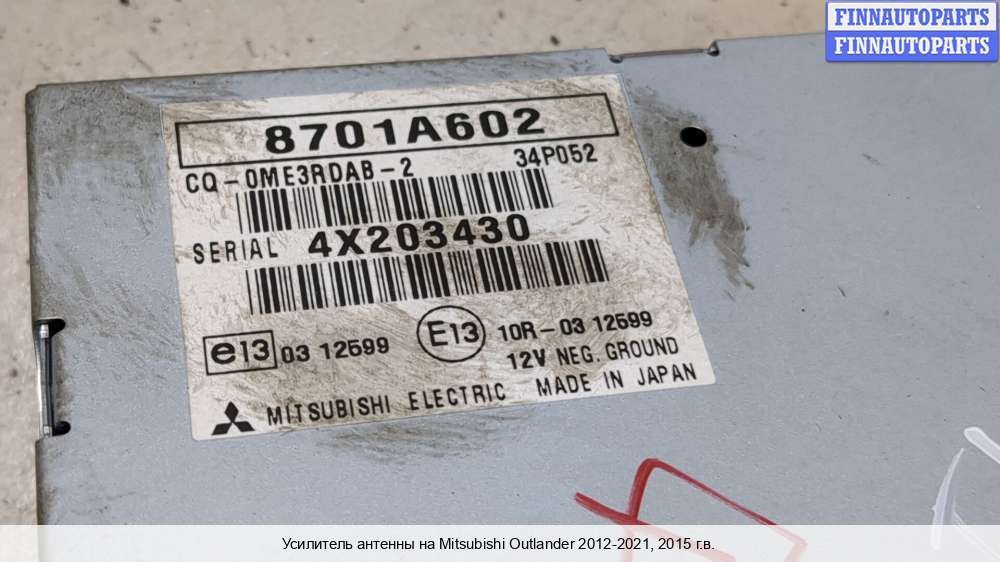 FINNAUTOPARTS
FINNAUTOPARTS
8701A602
CQ-0ME3RDAB-2 34P052
SERIAL 4X203430
e13 03 12599 E13 10R-03 12599
12V NEG. GROUND
MITSUBISHI ELECTRIC MADE IN JAPAN
Усилитель антенны на Mitsubishi Outlander 2012-2021, 2015 г.в.